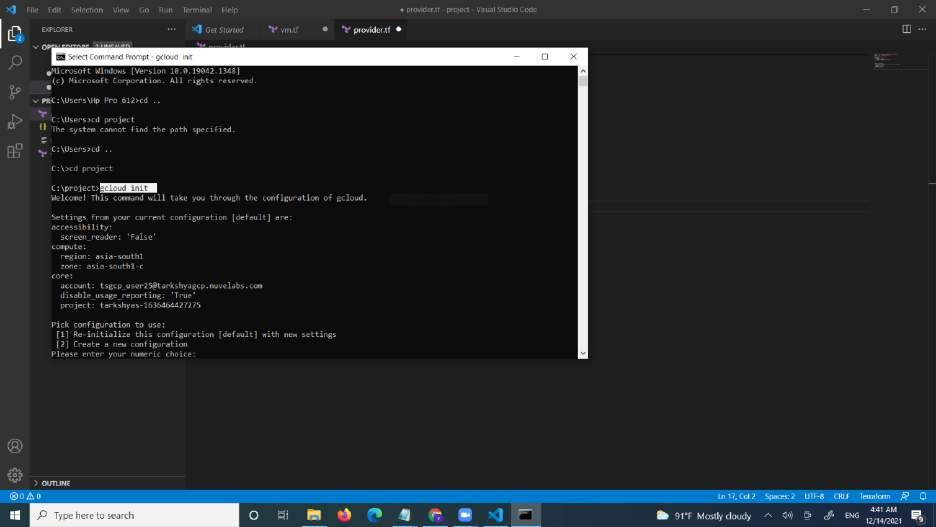 File Edit Selection View Go Run Terminal Help
● provider.tf - project - Visual Studio Code
EXPLORER ...
Get Started
vm.tf
provider.tf
Select Command Prompt - gcloud init
Microsoft Windows [Version 10.0.19042.1348]
(c) Microsoft Corporation. All rights reserved.
C:\Users\Hp Pro 612>cd ..
C:\Users>cd project
The system cannot find the path specified.
C:\Users>cd ..
C:\>cd project
C:\project>gcloud init
Welcome! This command will take you through the configuration of gcloud.
Settings from your current configuration [default] are:
accessibility:
screen_reader: 'False'
compute:
region: asia-south1
zone: asia-south1-c
core:
account: tsgcp_user25@tarkshyagcp.nuvelabs.com
disable_usage_reporting: 'True'
project: tarkshyas-1636464427275
Pick configuration to use:
[1] Re-initialize this configuration [default] with new settings
[2] Create a new configuration
Please enter your numeric choice:
OUTLINE
0 0
Ln 17, Col 2 Spaces: 2 UTF-8 CRLF Terraform
Type here to search
91°F Mostly cloudy
ENG
4:41 AM
12/14/2021